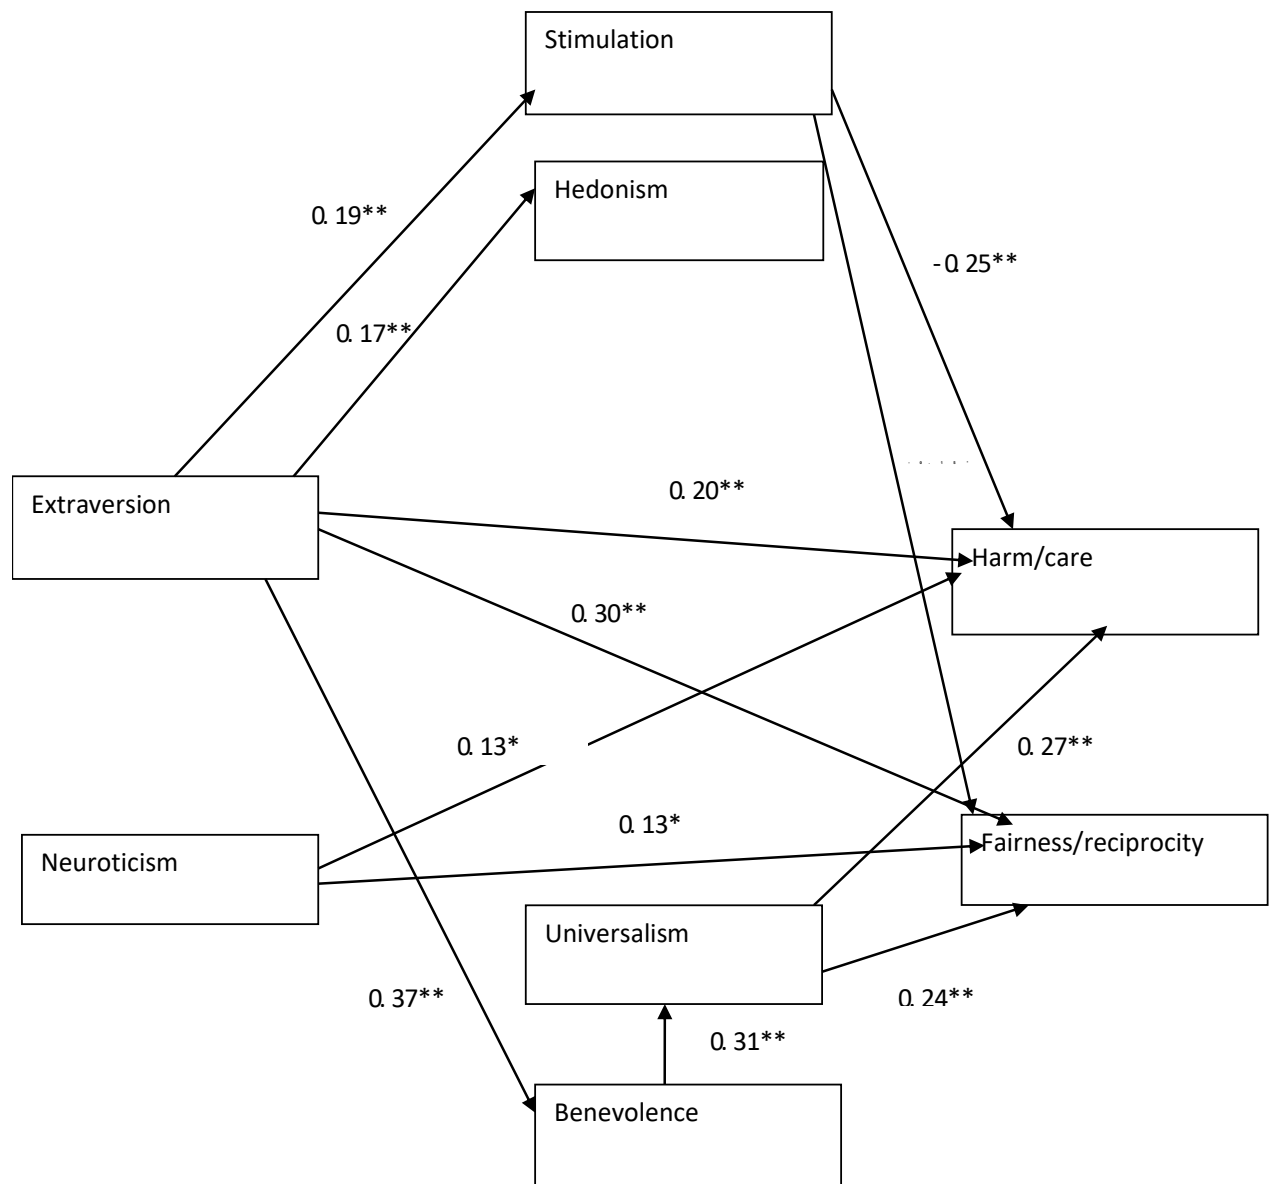 Stimulation
Hedonism
0.19**
-0.25**
0.17**
Extraversion
0.20**
Harm/care
0.30**
0.13*
0.27**
0.13*
Neuroticism
Fairness/reciprocity
Universalism
0.37**
0.24**
0.31**
Benevolence